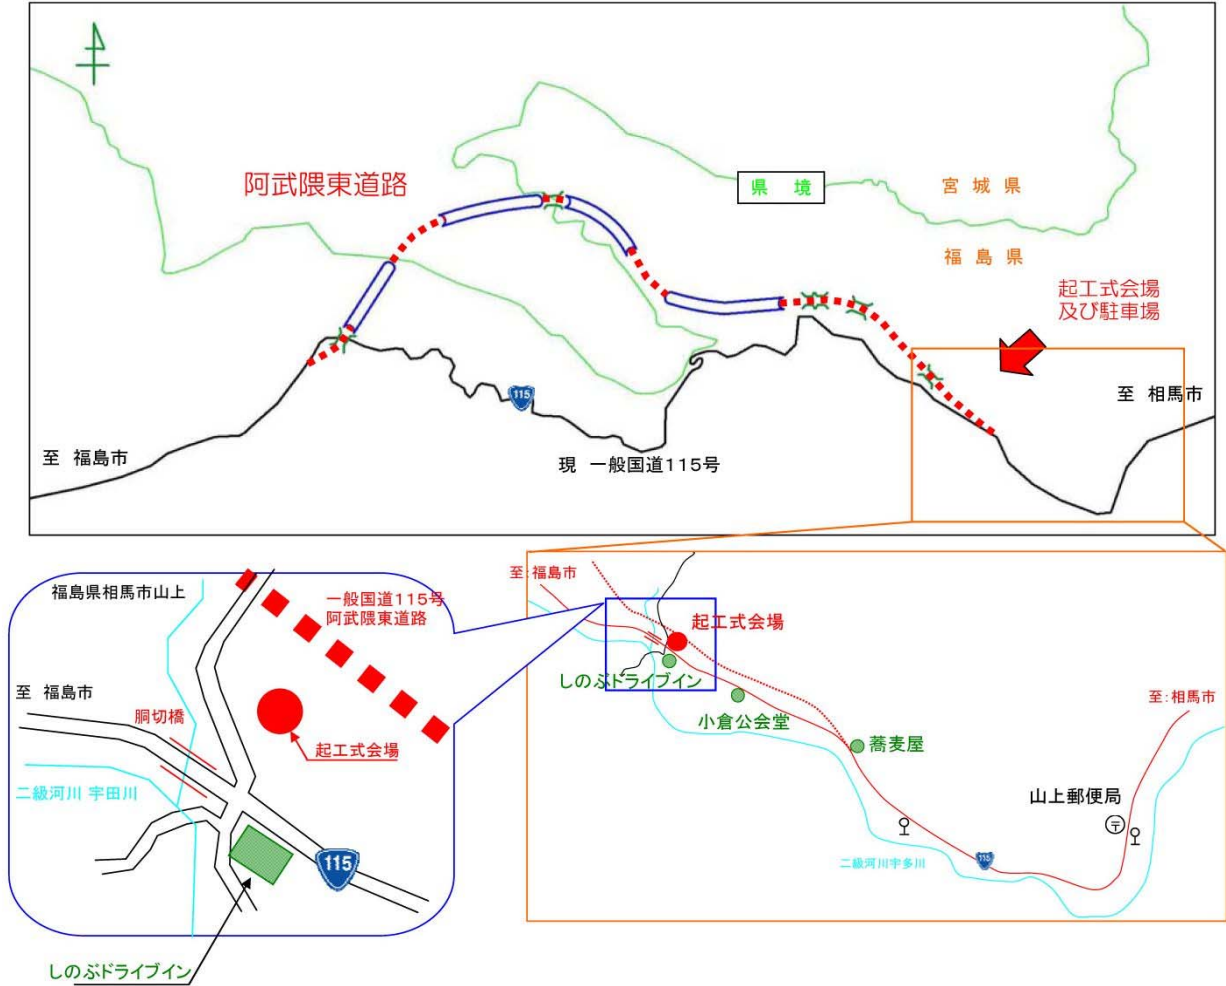 阿武隈東道路
県 境
宮 城 県
福 島 県
起工式会場
及び駐車場
至 相馬市
115
至 福島市
現 一般国道115号
福島県相馬市山上
一般国道115号
阿武隈東道路
至 福島市
胴切橋
起工式会場
二級河川 宇田川
115
しのぶドライブイン
至:福島市
起工式会場
しのぶドライブイン
小倉公会堂
蕎麦屋
至:相馬市
山上郵便局
〒
二級河川宇多川
115